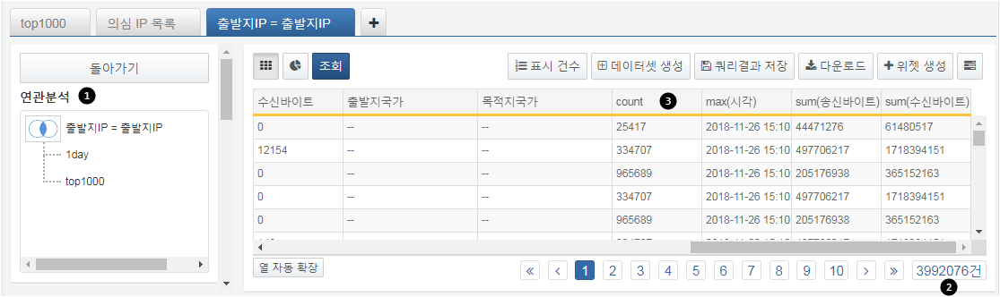 top1000 의심 IP 목록 출발지IP = 출발지IP +
돌아가기
연관분석 1
출발지IP = 출발지IP
1day
top1000
조회 표시 건수 데이터셋 생성 쿼리결과 저장 다운로드 위젯 생성
수신바이트 출발지국가 목적지국가 count 3 max(시각) sum(송신바이트) sum(수신바이트)
0 -- -- 25417 2018-11-26 15:10 44471276 61480517
12154 -- -- 334707 2018-11-26 15:10 497706217 1718394151
0 -- -- 965689 2018-11-26 15:10 205176938 365152163
0 -- -- 334707 2018-11-26 15:10 497706217 1718394151
0 -- -- 965689 2018-11-26 15:10 205176938 365152163
열 자동 확장
« ‹ 1 2 3 4 5 6 7 8 9 10 › » 3992076건
2